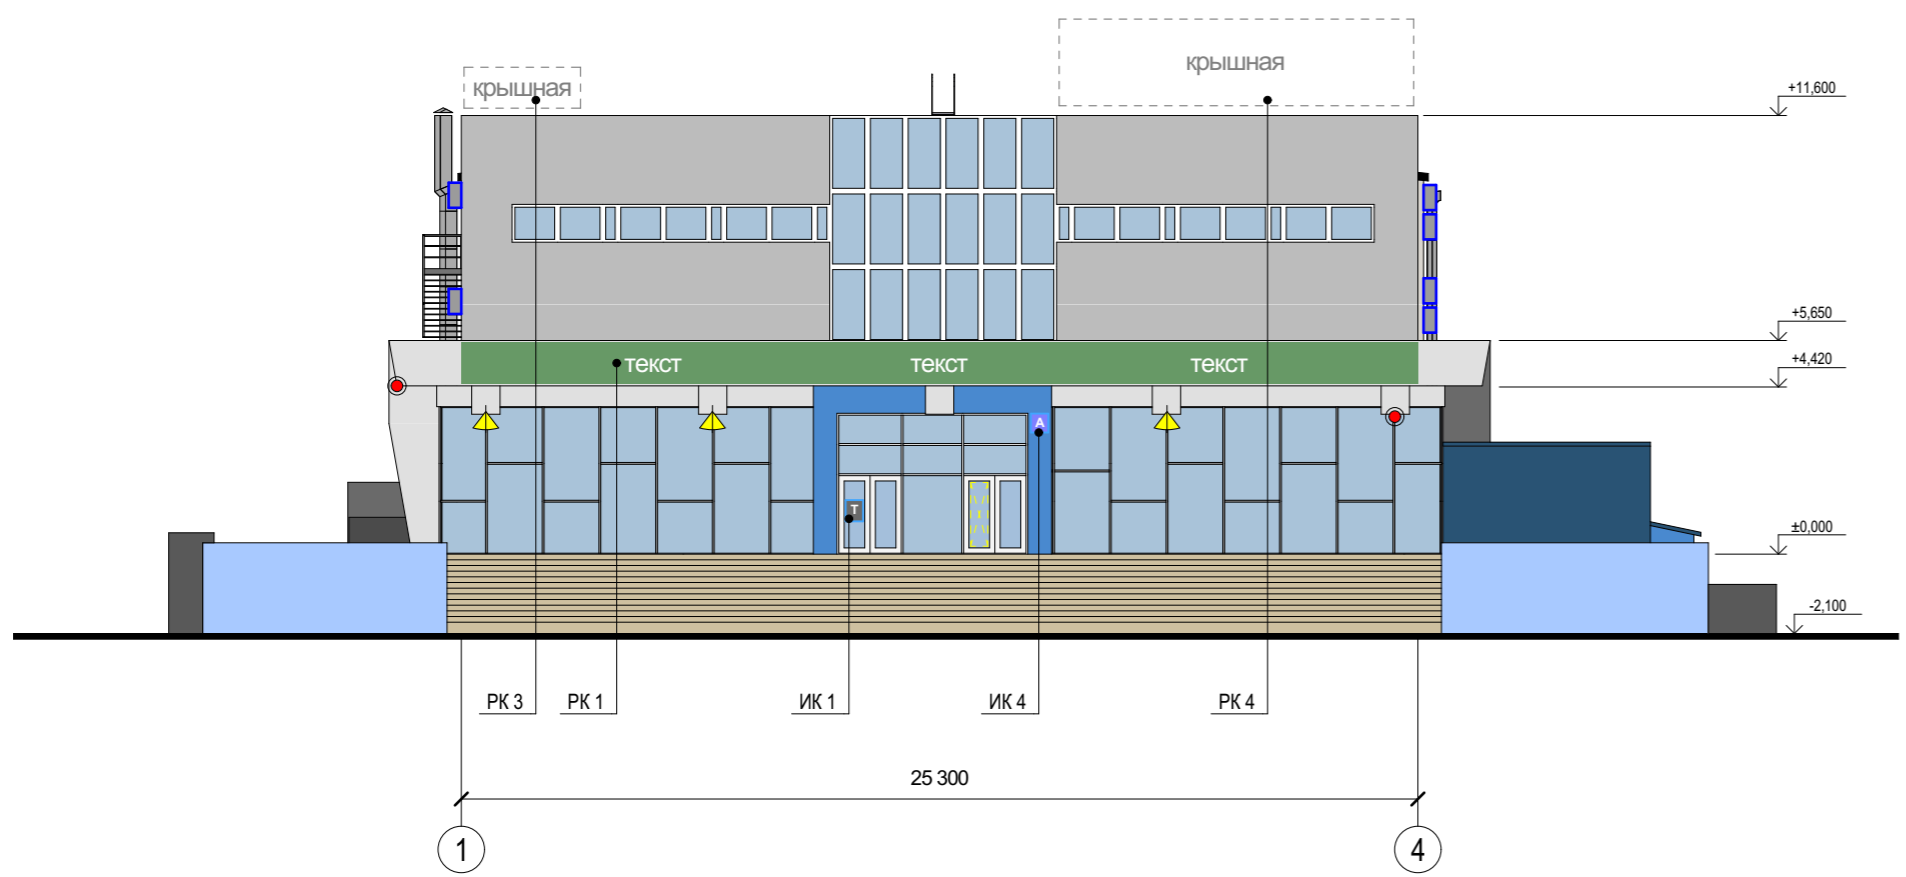 крышная
крышная
+11,600
+5,650
+4,420
текст текст текст
А
Т
±0,000
-2,100
РК 3 РК 1 ИК 1 ИК 4 РК 4
25 300
1 4